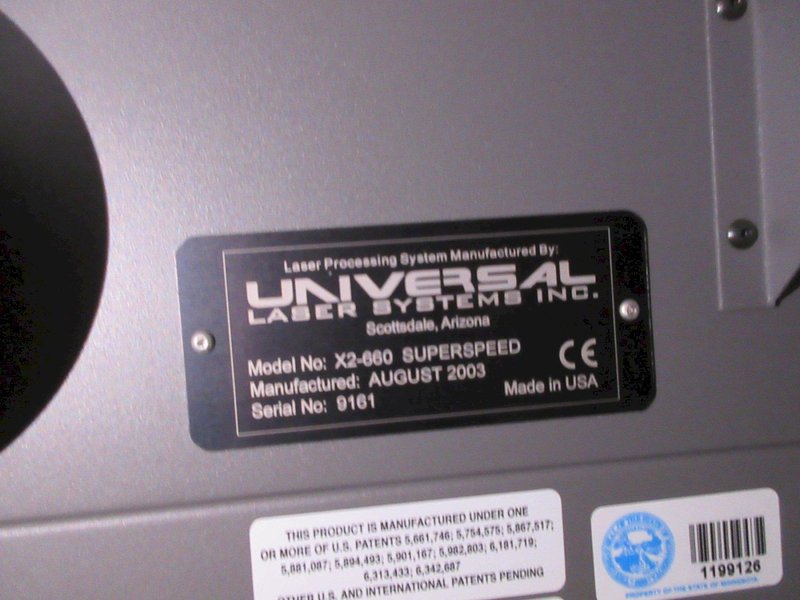 Laser Processing System Manufactured By:
UNIVERSAL
LASER SYSTEMS INC.
Scottsdale, Arizona
Model No: X2-660 SUPERSPEED
Manufactured: AUGUST 2003
Serial No: 9161
CE
Made in USA
THIS PRODUCT IS MANUFACTURED UNDER ONE
OR MORE OF U.S. PATENTS 5,661,746; 5,754,575; 5,867,517;
5,881,087; 5,894,493; 5,901,167; 5,982,803; 6,181,719;
6,313,433; 6,342,687
OTHER U.S. AND INTERNATIONAL PATENTS PENDING
1199126
PROPERTY OF THE STATE OF MINNESOTA